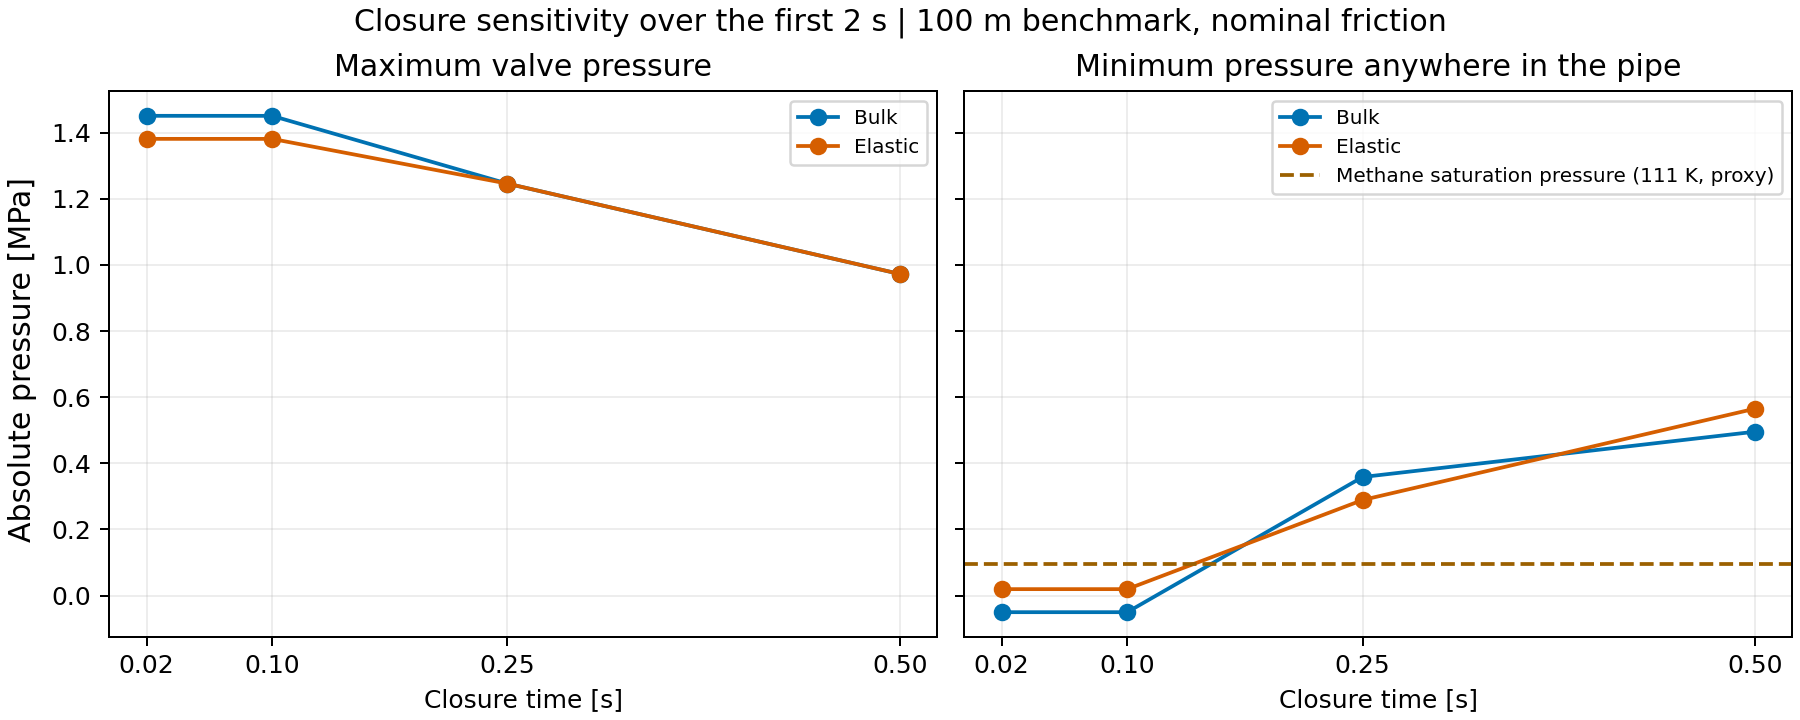 Closure sensitivity over the first 2 s | 100 m benchmark, nominal friction
Maximum valve pressure
Absolute pressure [MPa]
1.4
1.2
1.0
0.8
0.6
0.4
0.2
0.0
Bulk
Elastic
0.02
0.10
0.25
0.50
Closure time [s]
Minimum pressure anywhere in the pipe
Bulk
Elastic
Methane saturation pressure (111 K, proxy)
0.02
0.10
0.25
0.50
Closure time [s]